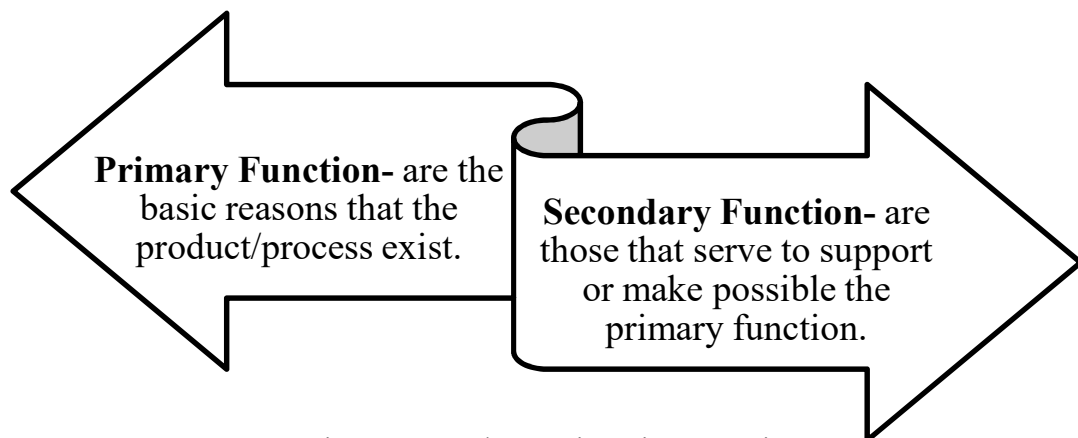 Primary Function- are the
basic reasons that the
product/process exist.
Secondary Function- are
those that serve to support
or make possible the
primary function.